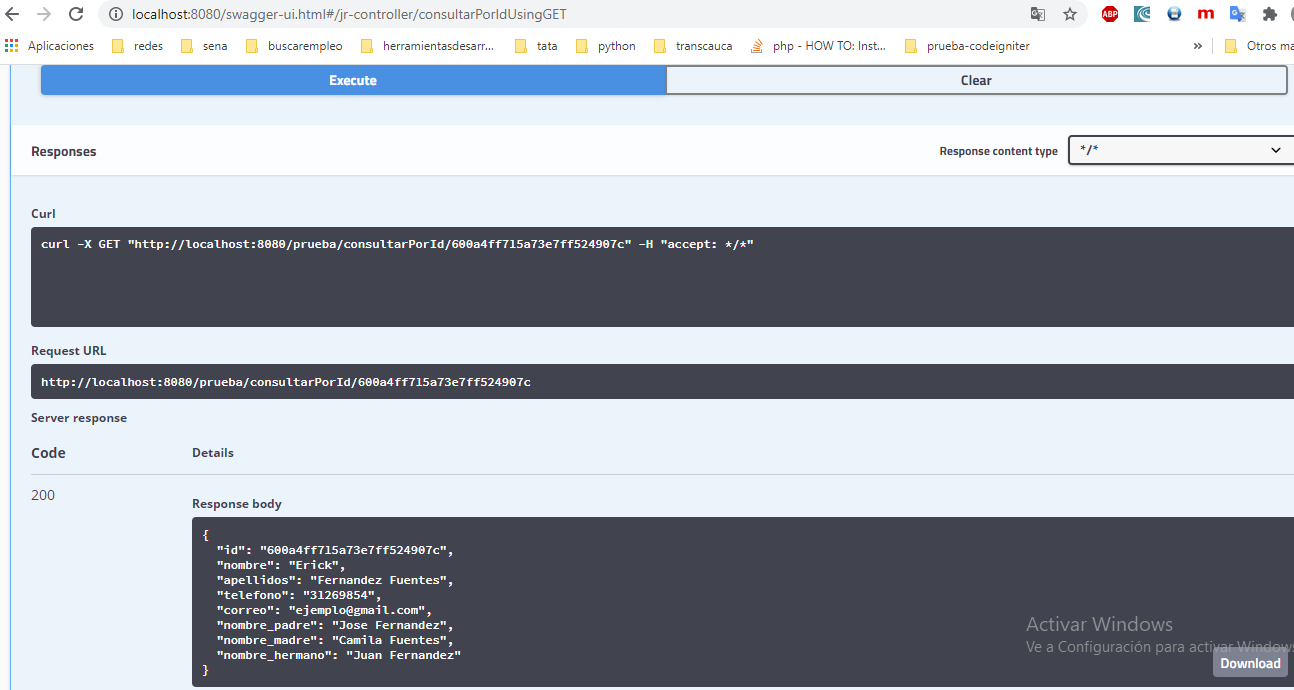 localhost:8080/swagger-ui.html#/jr-controller/consultarPorIdUsingGET
ABP
m
Aplicaciones redes sena buscarempleo herramientasdesarr... tata python transcauca php - HOW TO: Inst... prueba-codeigniter » Otros ma
Execute Clear
Responses Response content type */*
Curl
curl -X GET "http://localhost:8080/prueba/consultarPorId/600a4ff715a73e7ff524907c" -H "accept: */*"
Request URL
http://localhost:8080/prueba/consultarPorId/600a4ff715a73e7ff524907c
Server response
Code Details
200
Response body
{
"id": "600a4ff715a73e7ff524907c",
"nombre": "Erick",
"apellidos": "Fernandez Fuentes",
"telefono": "31269854",
"correo": "ejemplo@gmail.com",
"nombre_padre": "Jose Fernandez",
"nombre_madre": "Camila Fuentes",
"nombre_hermano": "Juan Fernandez"
}
Activar Windows
Ve a Configuración para activar Windows
Download